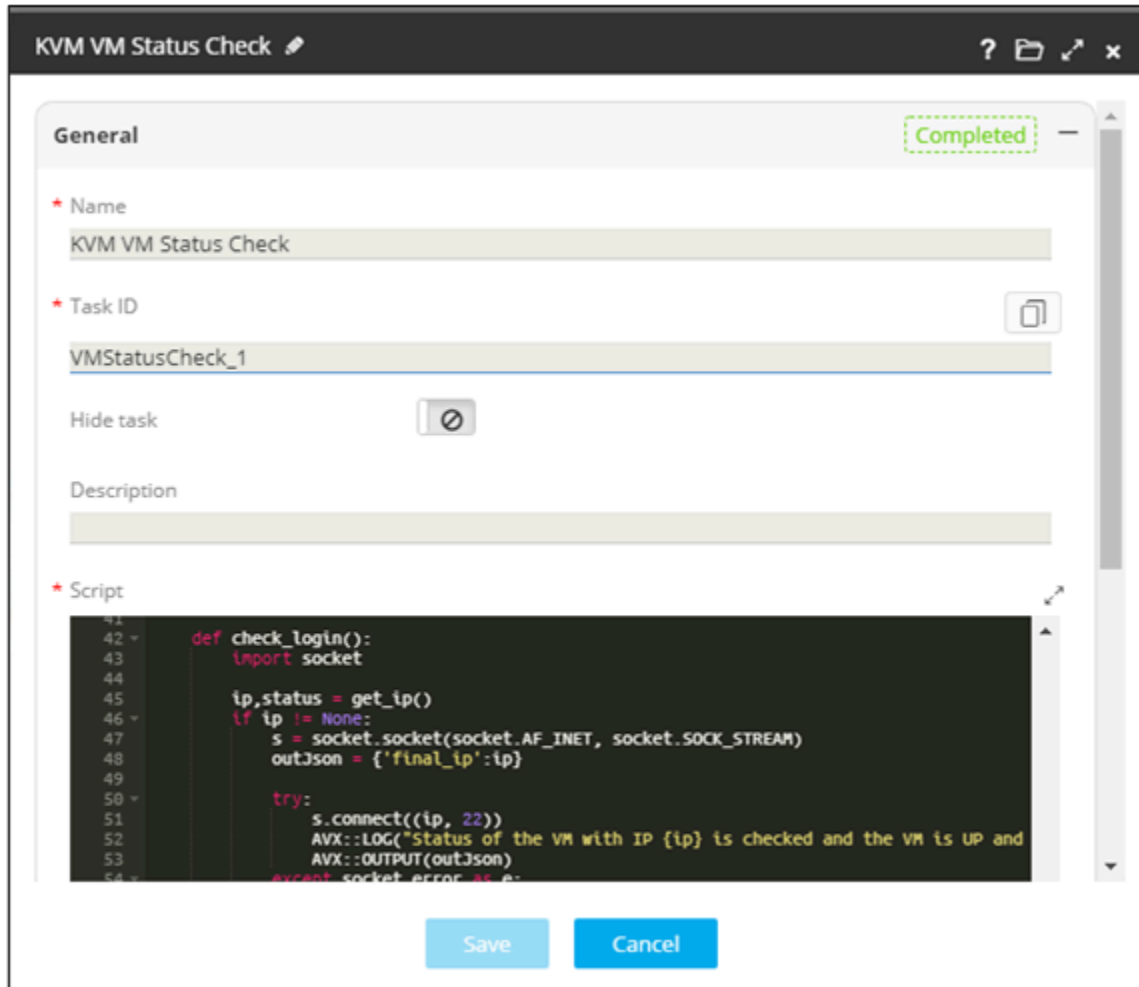 KVM VM Status Check
?
General
Completed
* Name
KVM VM Status Check
* Task ID
VMStatusCheck_1
Hide task
Description
* Script
41
42 def check_login():
43 import socket
44
45 ip,status = get_ip()
46 if ip != None:
47 s = socket.socket(socket.AF_INET, socket.SOCK_STREAM)
48 outJson = {'final_ip':ip}
49
50 try:
51 s.connect((ip, 22))
52 AVX::LOG("Status of the VM with IP {ip} is checked and the VM is UP and
53 AVX::OUTPUT(outJson)
54 except socket.error as e:
Save
Cancel